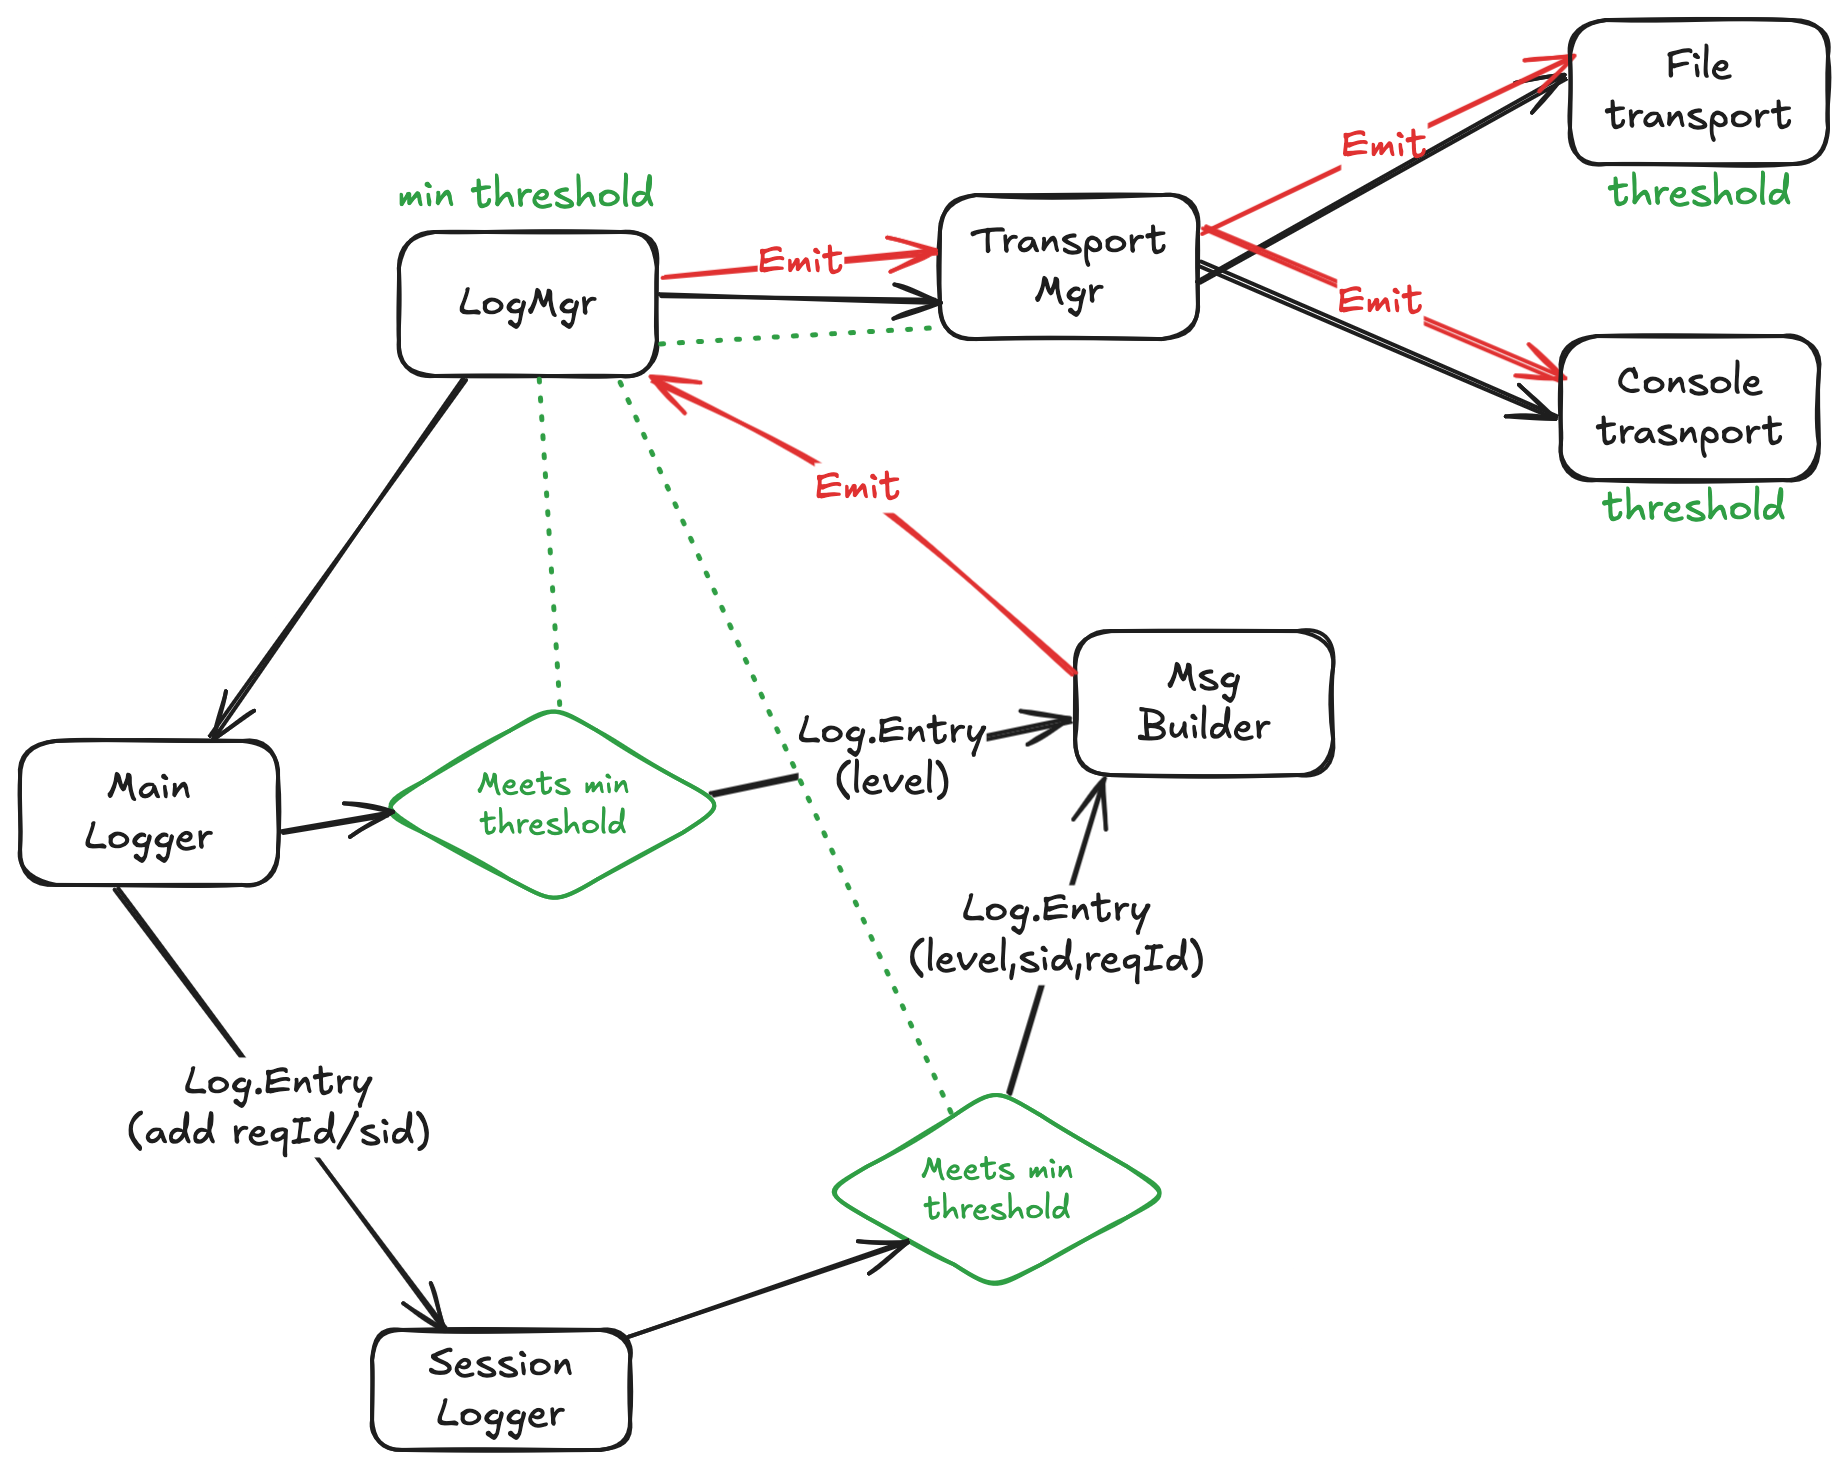 File
transport
threshold
Emit
min threshold
LogMgr
Emit
Transport
Mgr
Emit
Console
trasnport
threshold
Emit
Msg
Builder
Main
Logger
Meets min
threshold
Log.Entry
(level)
Log.Entry
(level,sid,reqId)
Log.Entry
(add reqId/sid)
Meets min
threshold
Session
Logger